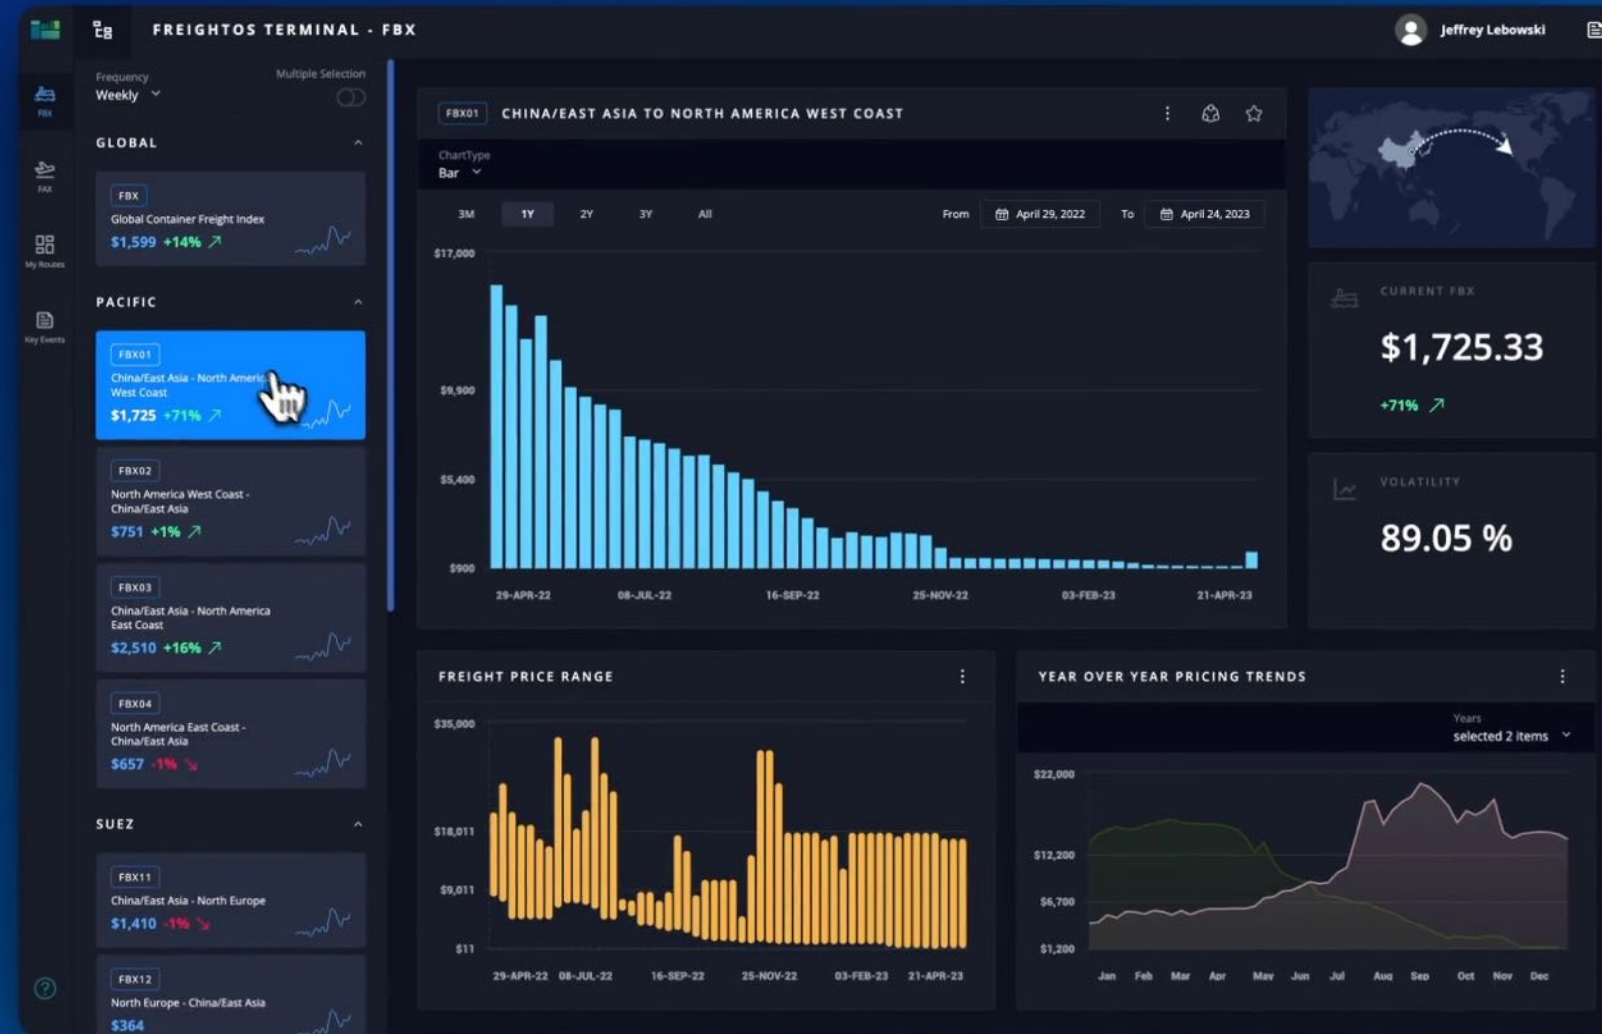 FREIGHTOS TERMINAL - FBX
Jeffrey Lebowski
FBX
FAX
My Routes
Key Events
Frequency
Multiple Selection
Weekly
GLOBAL
FBX
Global Container Freight Index
$1,599 +14%
PACIFIC
FBX01
China/East Asia - North Americ
West Coast
$1,725 +71%
FBX02
North America West Coast -
China/East Asia
$751 +1%
FBX03
China/East Asia - North America
East Coast
$2,510 +16%
FBX04
North America East Coast -
China/East Asia
$657 -1%
SUEZ
FBX11
China/East Asia - North Europe
$1,410 -1%
FBX12
North Europe - China/East Asia
$364
FBX01 CHINA/EAST ASIA TO NORTH AMERICA WEST COAST
ChartType
Bar
3M 1Y 2Y 3Y All From April 29, 2022 To April 24, 2023
$17,000
$9,900
$5,400
$900
29-APR-22 08-JUL-22 16-SEP-22 25-NOV-22 03-FEB-23 21-APR-23
CURRENT FBX
$1,725.33
+71%
VOLATILITY
89.05 %
FREIGHT PRICE RANGE
$35,000
$18,011
$9,011
$11
29-APR-22 08-JUL-22 16-SEP-22 25-NOV-22 03-FEB-23 21-APR-23
YEAR OVER YEAR PRICING TRENDS
Years
selected 2 items
$22,000
$12,200
$6,700
$1,200
Jan Feb Mar Apr May Jun Jul Aug Sep Oct Nov Dec